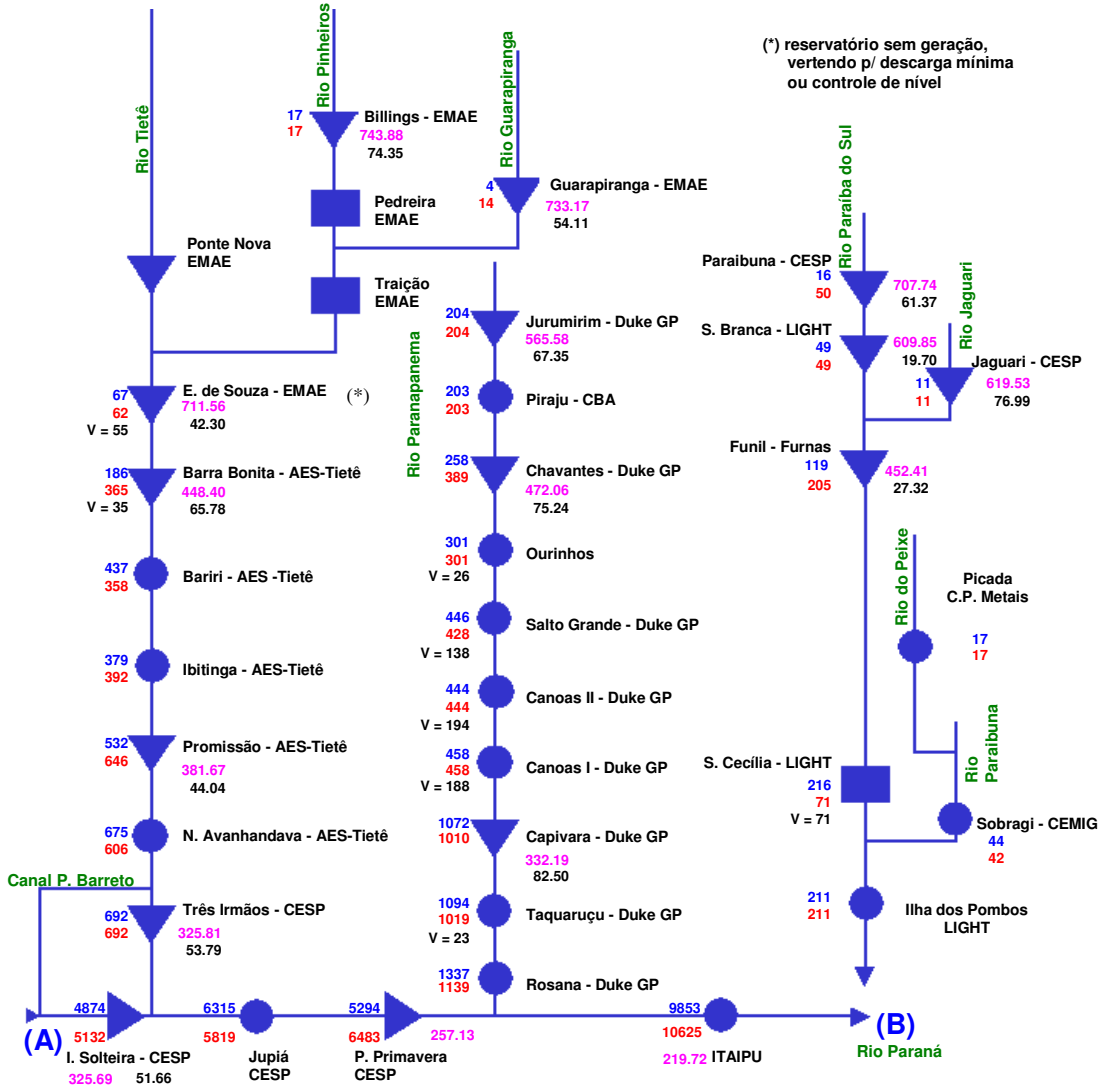 (*) reservatório sem geração,
vertendo p/ descarga mínima
ou controle de nível
Rio Tietê
Rio Pinheiros
Rio Guarapiranga
17
17
Billings - EMAE
743.88
74.35
Pedreira
EMAE
4
14
Guarapiranga - EMAE
733.17
54.11
Ponte Nova
EMAE
Traição
EMAE
67
62
V = 55
E. de Souza - EMAE (*)
711.56
42.30
186
365
V = 35
Barra Bonita - AES-Tietê
448.40
65.78
437
358
Bariri - AES -Tietê
379
392
Ibitinga - AES-Tietê
532
646
Promissão - AES-Tietê
381.67
44.04
675
606
N. Avanhandava - AES-Tietê
Canal P. Barreto
692
692
Três Irmãos - CESP
325.81
53.79
Rio Paranapanema
204
204
Jurumirim - Duke GP
565.58
67.35
203
203
Piraju - CBA
258
389
Chavantes - Duke GP
472.06
75.24
301
301
V = 26
Ourinhos
446
428
V = 138
Salto Grande - Duke GP
444
444
V = 194
Canoas II - Duke GP
458
458
V = 188
Canoas I - Duke GP
1072
1010
Capivara - Duke GP
332.19
82.50
1094
1019
V = 23
Taquaruçu - Duke GP
1337
1139
Rosana - Duke GP
Rio Paraíba do Sul
Paraibuna - CESP
16
50
707.74
61.37
S. Branca - LIGHT
49
49
609.85
19.70
Rio Jaguari
Jaguari - CESP
11
11
619.53
76.99
Funil - Furnas
119
205
452.41
27.32
Rio do Peixe
Picada
C.P. Metais
17
17
Rio
Paraibuna
S. Cecília - LIGHT
216
71
V = 71
Sobragi - CEMIG
44
42
211
211
Ilha dos Pombos
LIGHT
(A)
4874
5132
I. Solteira - CESP
325.69
51.66
6315
5819
Jupiá
CESP
5294
6483
257.13
P. Primavera
CESP
9853
10625
219.72 ITAIPU
(B)
Rio Paraná